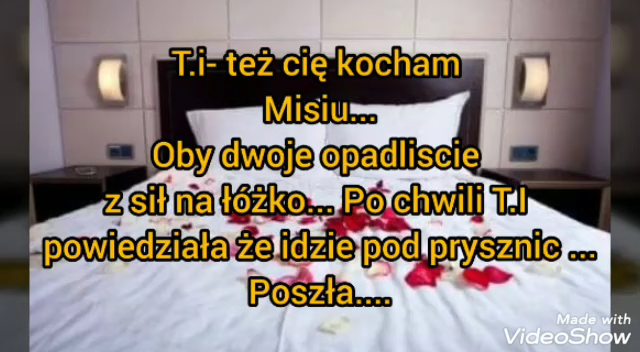 T.i- też cię kocham
Misiu...
Oby dwoje opadliscie
z sił na łóżko... Po chwili T.I
powiedziała że idzie pod prysznic ...
Poszła....
Made with
VideoShow